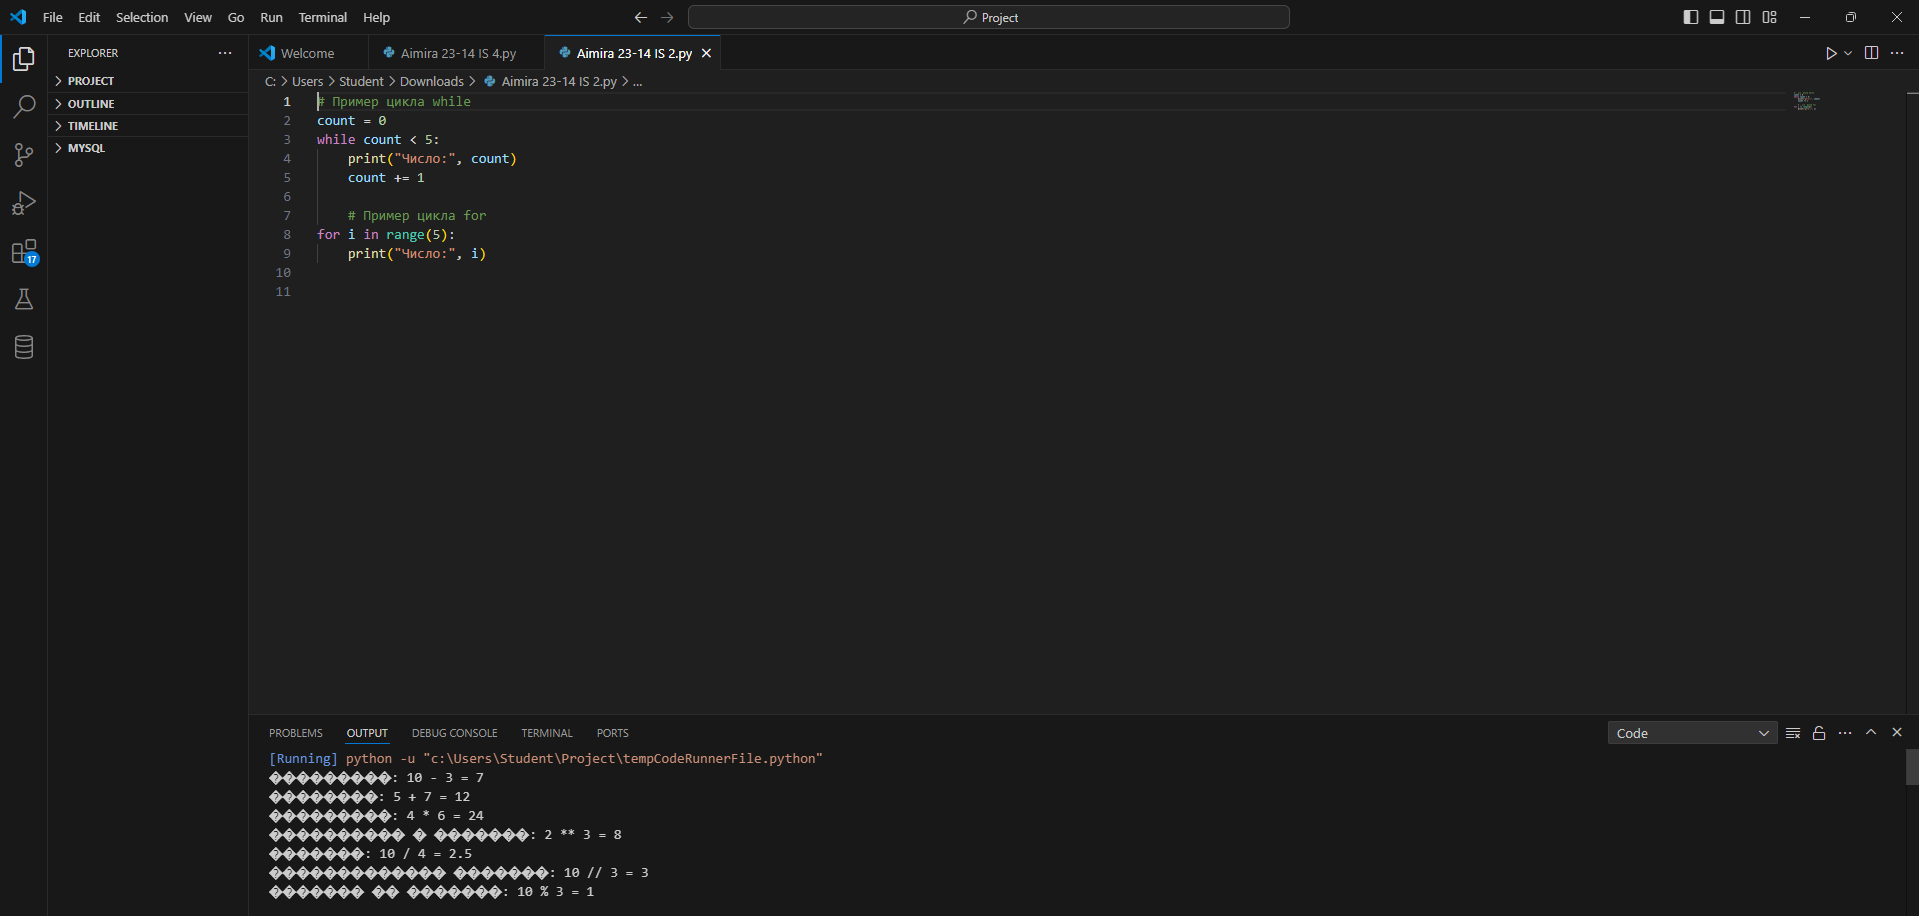 File Edit Selection View Go Run Terminal Help
Project
EXPLORER
PROJECT
OUTLINE
TIMELINE
MYSQL
17
Welcome
Aimira 23-14 IS 4.py
Aimira 23-14 IS 2.py
C: > Users > Student > Downloads > Aimira 23-14 IS 2.py > ...
1 # Пример цикла while
2 count = 0
3 while count < 5:
4     print("Число:", count)
5     count += 1
6
7     # Пример цикла for
8 for i in range(5):
9     print("Число:", i)
10
11
PROBLEMS OUTPUT DEBUG CONSOLE TERMINAL PORTS
Code
[Running] python -u "c:\Users\Student\Project\tempCodeRunnerFile.python"
���������: 10 - 3 = 7
��������: 5 + 7 = 12
���������: 4 * 6 = 24
���������� � �������: 2 ** 3 = 8
�������: 10 / 4 = 2.5
������������� �������: 10 // 3 = 3
������� �� �������: 10 % 3 = 1